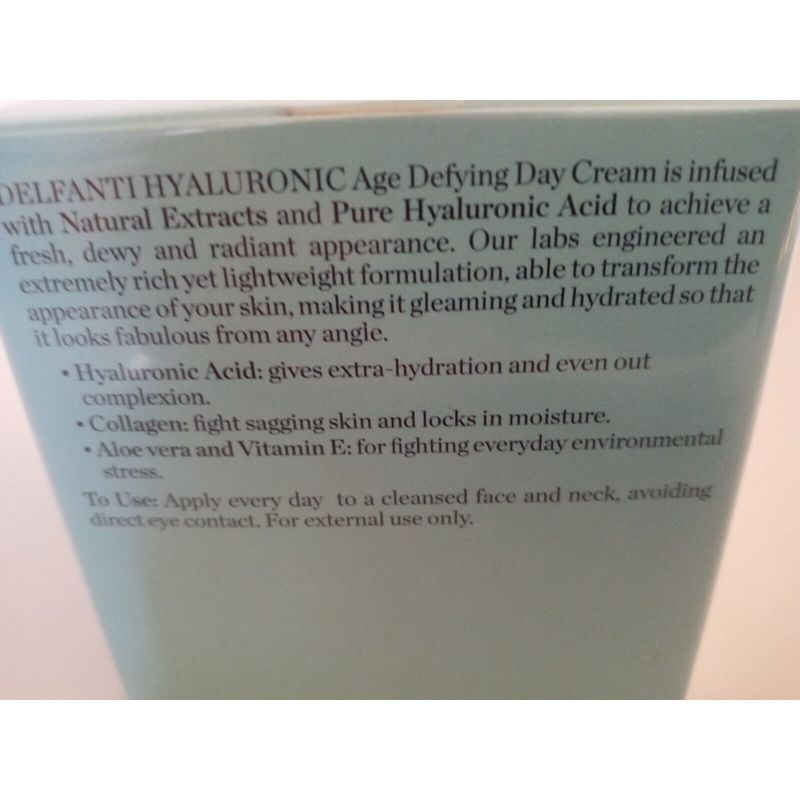 DELFANTI HYALURONIC Age Defying Day Cream is infused
with Natural Extracts and Pure Hyaluronic Acid to achieve a
fresh, dewy and radiant appearance. Our labs engineered an
extremely rich yet lightweight formulation, able to transform the
appearance of your skin, making it gleaming and hydrated so that
it looks fabulous from any angle.
• Hyaluronic Acid: gives extra-hydration and even out
complexion.
• Collagen: fight sagging skin and locks in moisture.
• Aloe vera and Vitamin E: for fighting everyday environmental
stress.
To Use: Apply every day to a cleansed face and neck, avoiding
direct eye contact. For external use only.